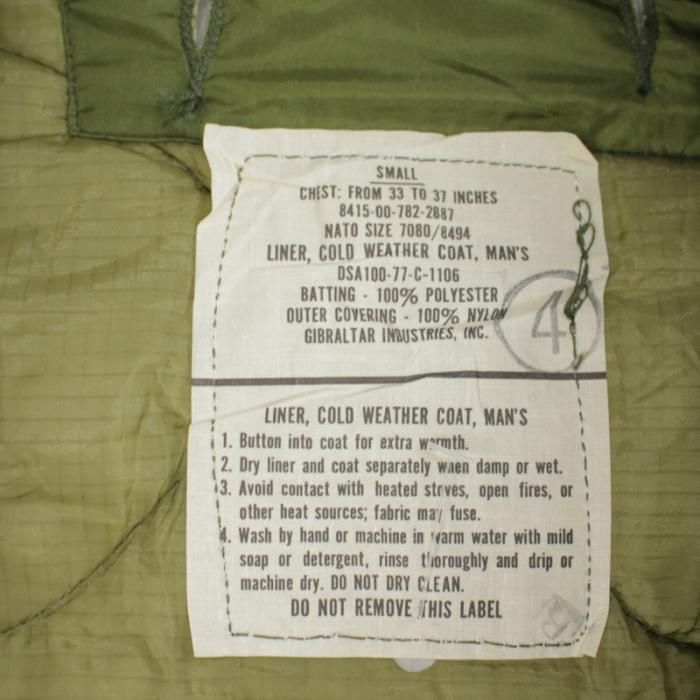 SMALL
CHEST: FROM 33 TO 37 INCHES
8415-00-782-2887
NATO SIZE 7080/8494
LINER, COLD WEATHER COAT, MAN'S
DSA100-77-C-1106
BATTING - 100% POLYESTER
OUTER COVERING - 100% NYLON
GIBRALTAR INDUSTRIES, INC.
4
LINER, COLD WEATHER COAT, MAN'S
1. Button into coat for extra warmth.
2. Dry liner and coat separately when damp or wet.
3. Avoid contact with heated stoves, open fires, or
other heat sources; fabric may fuse.
4. Wash by hand or machine in warm water with mild
soap or detergent, rinse thoroughly and drip or
machine dry. DO NOT DRY CLEAN.
DO NOT REMOVE THIS LABEL